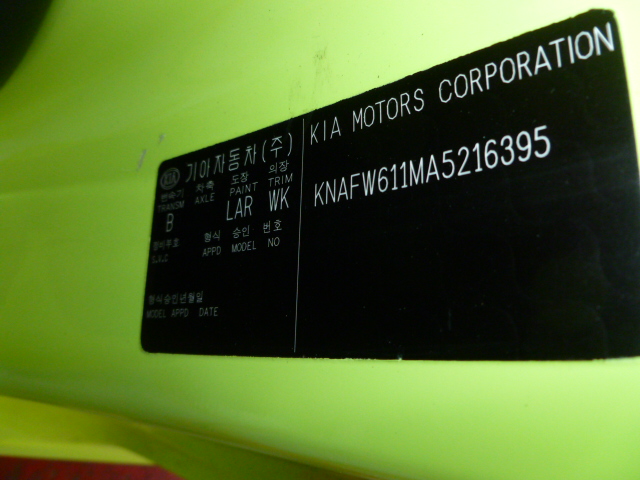 KIA 기아자동차(주)
변속기 차축 도장 의장
TRANSM AXLE PAINT TRIM
B LAR WK
형식 승인 번호
APPD MODEL NO
형식승인년월일
MODEL APPD DATE
KIA MOTORS CORPORATION
KNAFW611MA5216395